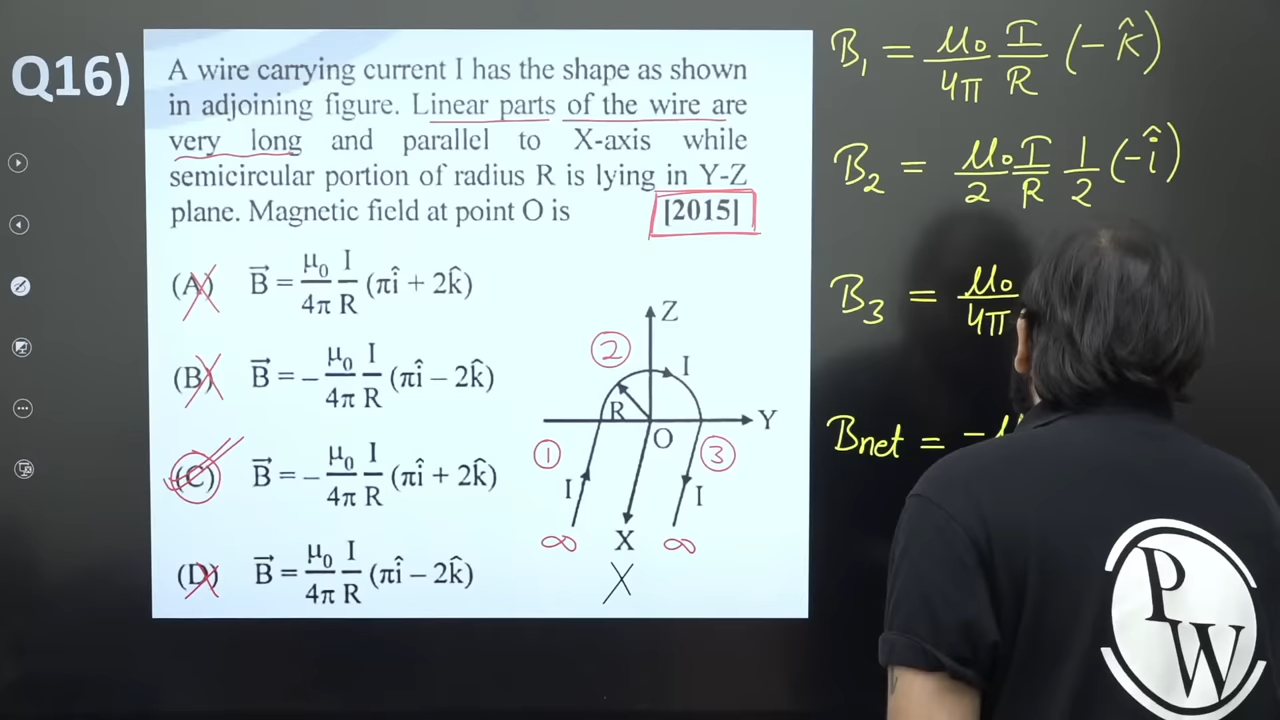 Q16)
A wire carrying current I has the shape as shown
in adjoining figure. Linear parts of the wire are
very long and parallel to X-axis while
semicircular portion of radius R is lying in Y-Z
plane. Magnetic field at point O is [2015]
(A) B⃗ = μ₀/4π I/R (πî + 2k̂)
(B) B⃗ = − μ₀/4π I/R (πî − 2k̂)
(C) B⃗ = − μ₀/4π I/R (πî + 2k̂)
(D) B⃗ = μ₀/4π I/R (πî − 2k̂)
Z
② I
R
O Y
① ③
I I
∞ X ∞
X
B₁ = μ₀/4π I/R (−k̂)
B₂ = μ₀/2 I/R 1/2 (−î)
B₃ = μ₀/4π
Bnet = −
PW